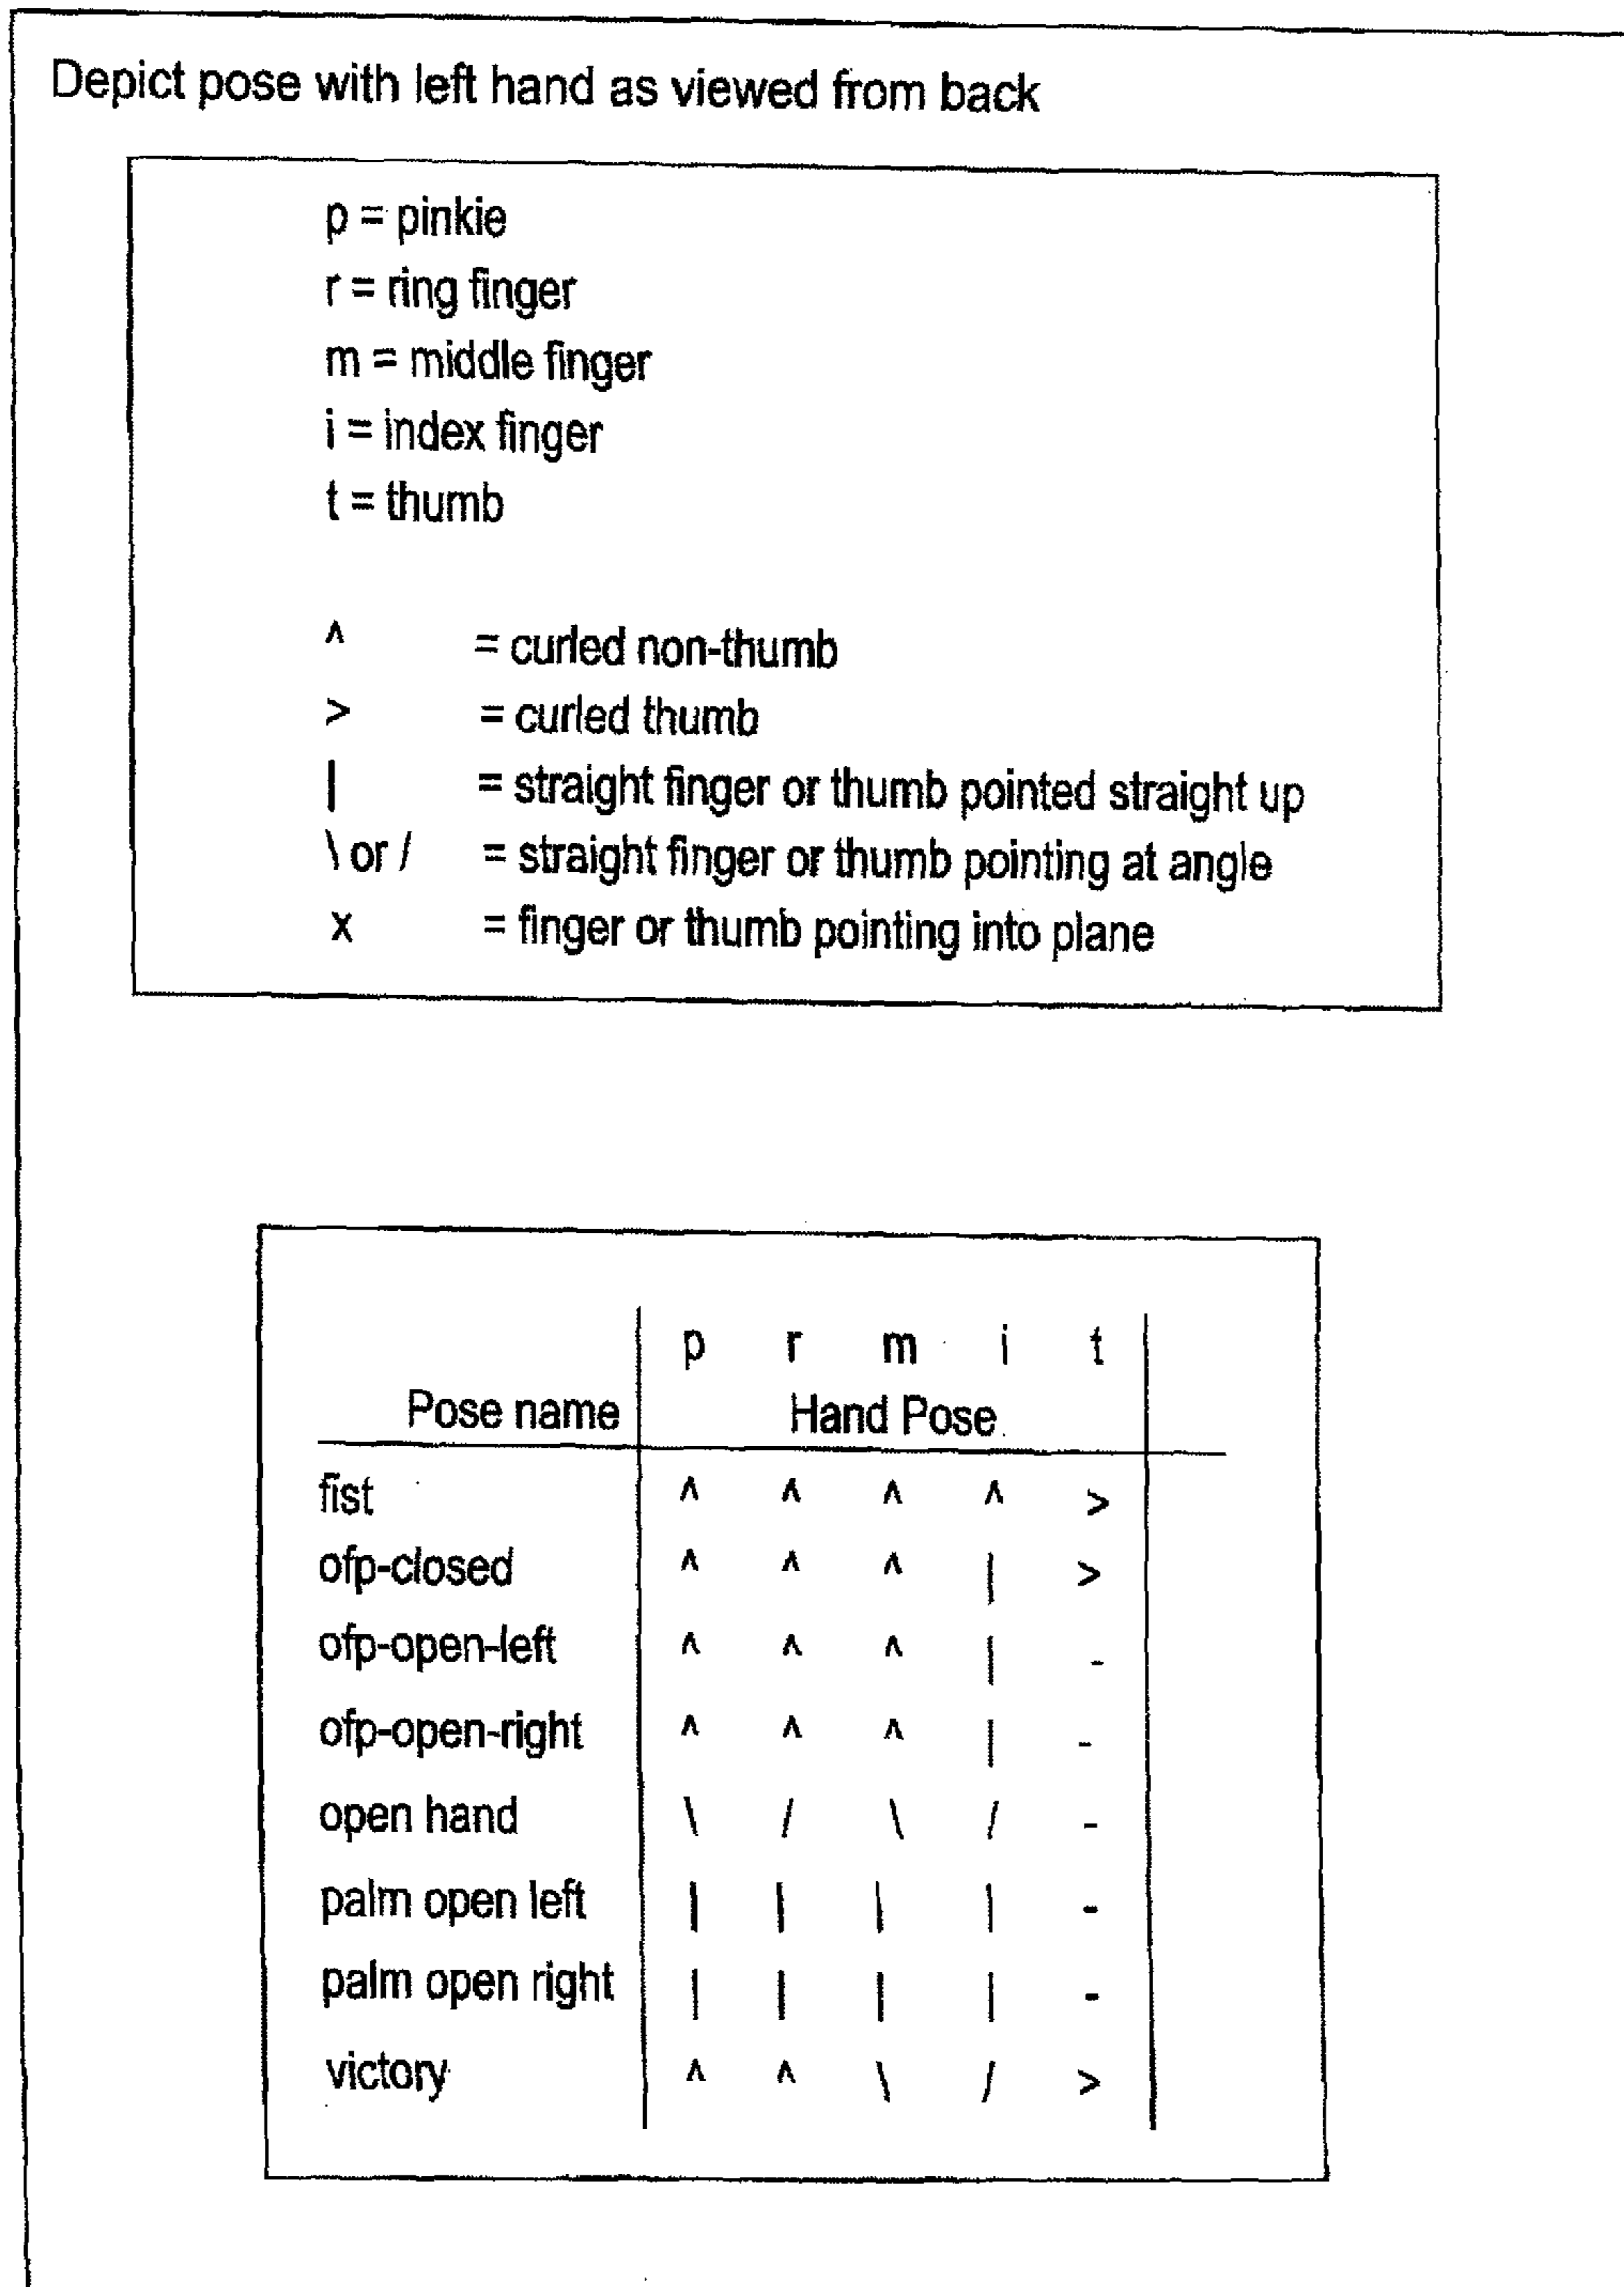 Depict pose with left hand as viewed from back
p = pinkie
r = ring finger
m = middle finger
i = index finger
t = thumb
^ = curled non-thumb
> = curled thumb
| = straight finger or thumb pointed straight up
\ or / = straight finger or thumb pointing at angle
x = finger or thumb pointing into plane
p r m i t
Pose name Hand Pose
fist ^ ^ ^ ^ >
ofp-closed ^ ^ ^ | >
ofp-open-left ^ ^ ^ | -
ofp-open-right ^ ^ ^ | -
open hand \ / \ / -
palm open left | | | | -
palm open right | | | | -
victory ^ ^ \ / >